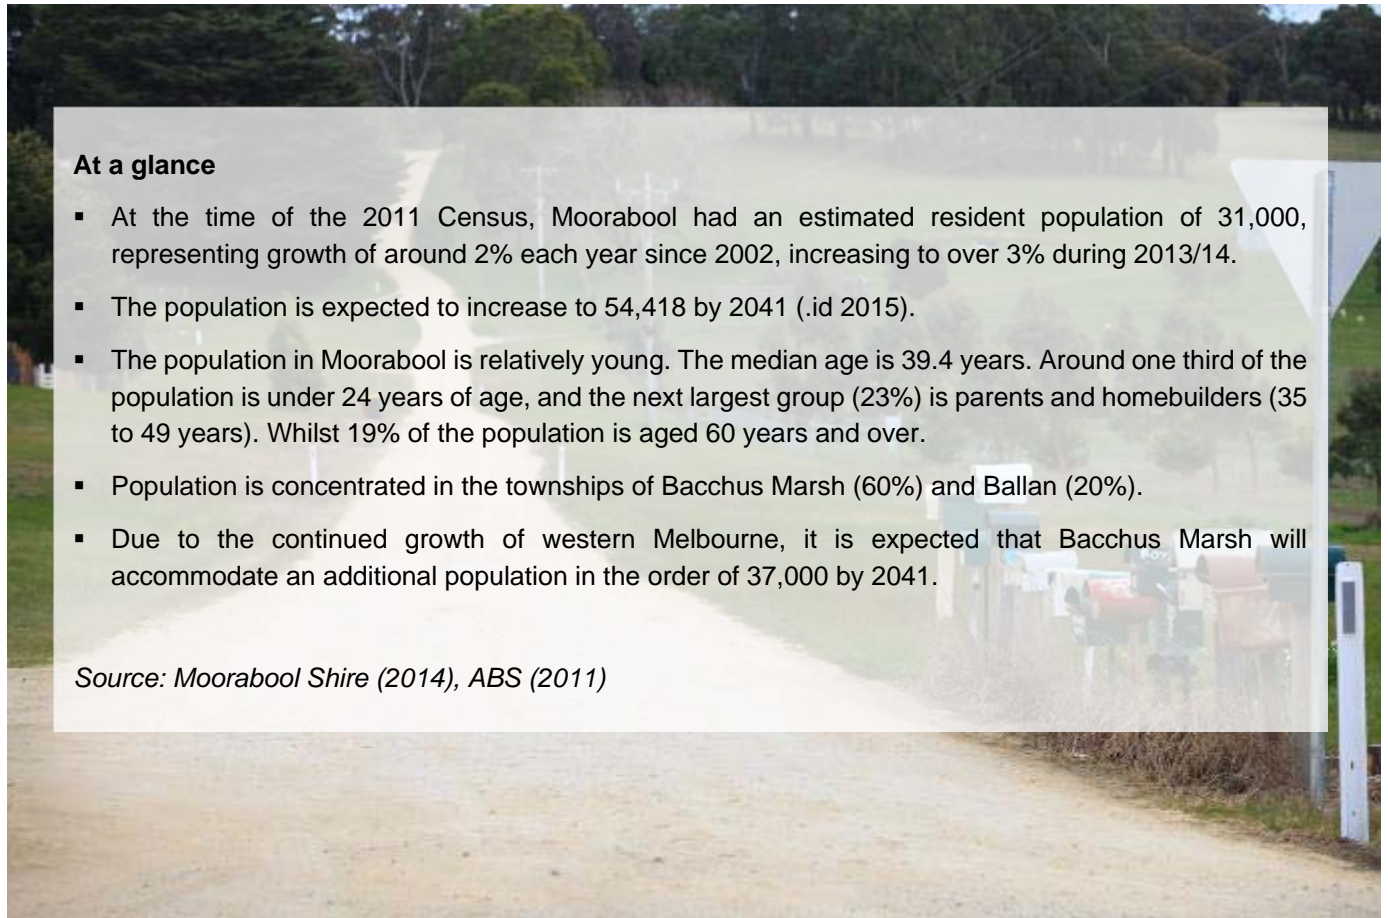 At a glance
▪ At the time of the 2011 Census, Moorabool had an estimated resident population of 31,000,
representing growth of around 2% each year since 2002, increasing to over 3% during 2013/14.
▪ The population is expected to increase to 54,418 by 2041 (.id 2015).
▪ The population in Moorabool is relatively young. The median age is 39.4 years. Around one third of the
population is under 24 years of age, and the next largest group (23%) is parents and homebuilders (35
to 49 years). Whilst 19% of the population is aged 60 years and over.
▪ Population is concentrated in the townships of Bacchus Marsh (60%) and Ballan (20%).
▪ Due to the continued growth of western Melbourne, it is expected that Bacchus Marsh will
accommodate an additional population in the order of 37,000 by 2041.
Source: Moorabool Shire (2014), ABS (2011)